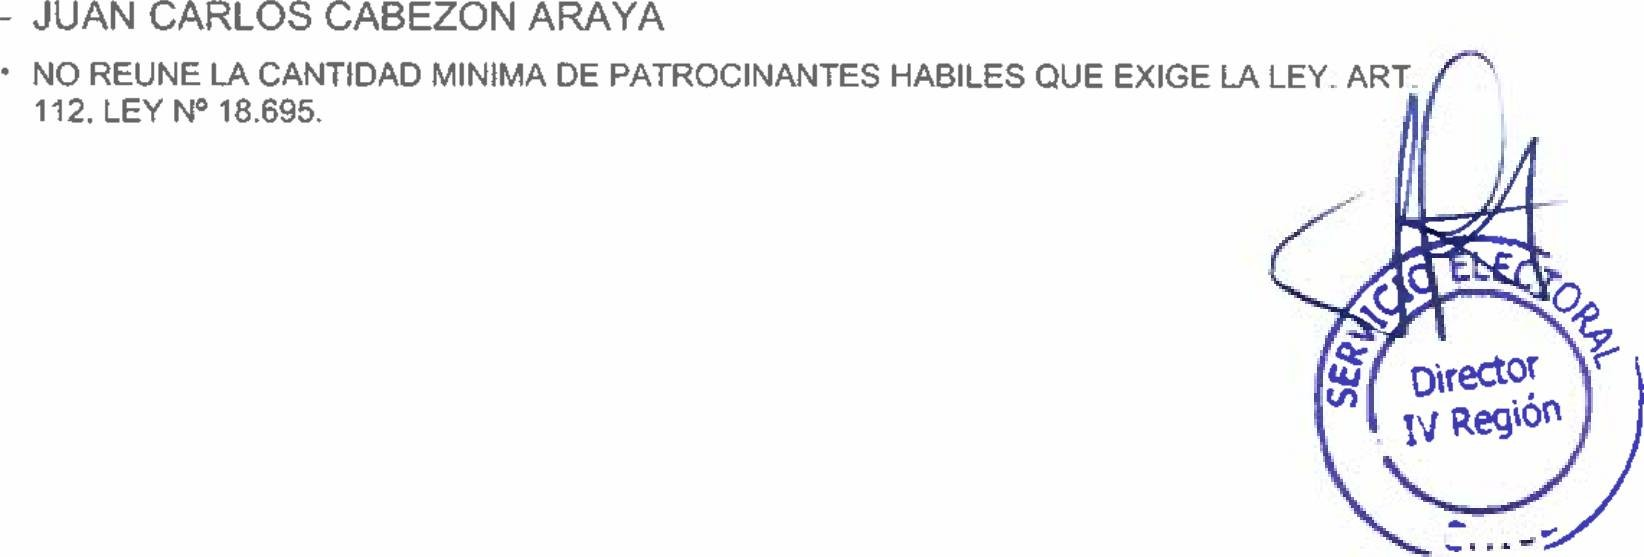 - JUAN CARLOS CABEZON ARAYA
· NO REUNE LA CANTIDAD MINIMA DE PATROCINANTES HABILES QUE EXIGE LA LEY. ART.
112. LEY Nº 18.695.
SERVICIO ELECTORAL
Director
IV Región